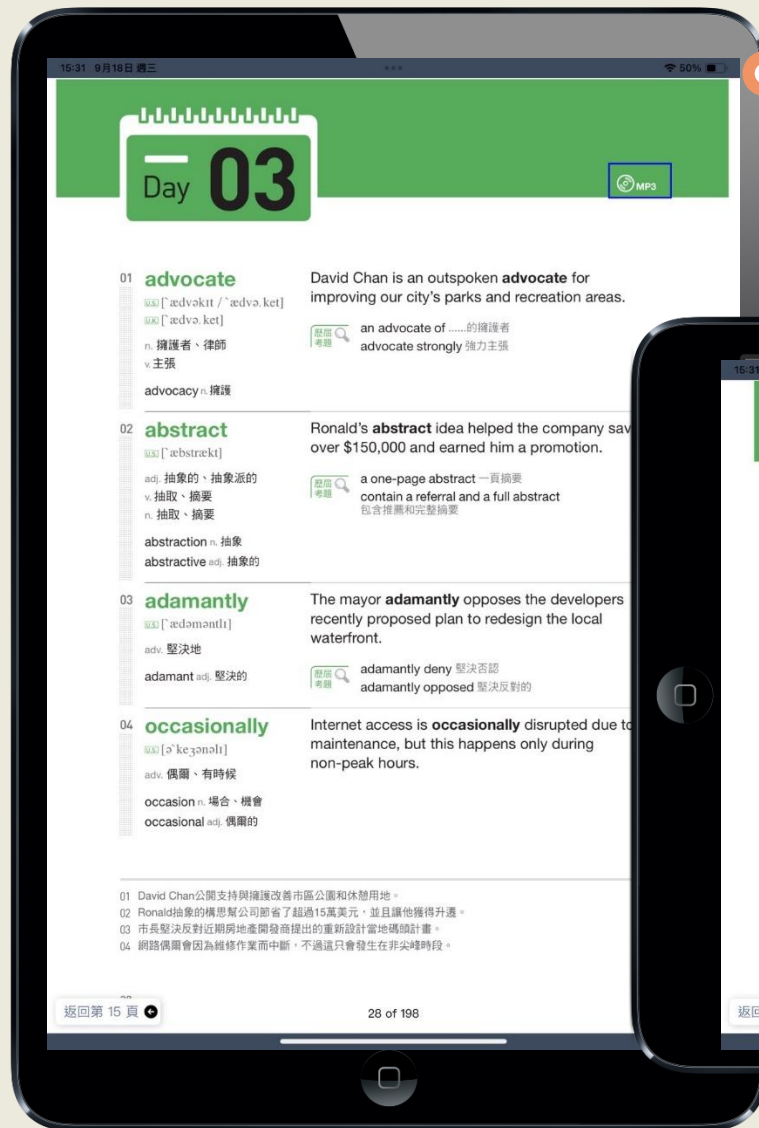 15:31 9月18日 週三
50%
Day 03
MP3
01 advocate
U.S. [ˋædvəkɪt / ˋædvə.ket]
U.K. [ˋædvə.ket]
n. 擁護者、律師
v. 主張
advocacy n. 擁護
David Chan is an outspoken advocate for
improving our city's parks and recreation areas.
歷屆考題
an advocate of ......的擁護者
advocate strongly 強力主張
02 abstract
U.S. [ˋæbstrækt]
adj. 抽象的、抽象派的
v. 抽取、摘要
n. 抽取、摘要
abstraction n. 抽象
abstractive adj. 抽象的
Ronald's abstract idea helped the company sav
over $150,000 and earned him a promotion.
歷屆考題
a one-page abstract 一頁摘要
contain a referral and a full abstract
包含推薦和完整摘要
03 adamantly
U.S. [ˋædəməntlɪ]
adv. 堅決地
adamant adj. 堅決的
The mayor adamantly opposes the developers
recently proposed plan to redesign the local
waterfront.
歷屆考題
adamantly deny 堅決否認
adamantly opposed 堅決反對的
04 occasionally
U.S. [əˋkeʒənəlɪ]
adv. 偶爾、有時候
occasion n. 場合、機會
occasional adj. 偶爾的
Internet access is occasionally disrupted due to
maintenance, but this happens only during
non-peak hours.
01 David Chan公開支持與擁護改善市區公園和休憩用地。
02 Ronald抽象的構思幫公司節省了超過15萬美元，並且讓他獲得升遷。
03 市長堅決反對近期房地產開發商提出的重新設計當地碼頭計畫。
04 網路偶爾會因為維修作業而中斷，不過這只會發生在非尖峰時段。
返回第 15 頁
28 of 198
15:31
返回